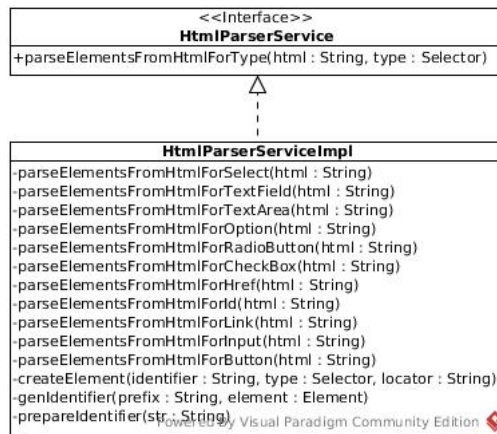 <<Interface>>
HtmlParserService
+parseElementsFromHtmlForType(html : String, type : Selector)
HtmlParserServiceImpl
-parseElementsFromHtmlForSelect(html : String)
-parseElementsFromHtmlForTextField(html : String)
-parseElementsFromHtmlForTextArea(html : String)
-parseElementsFromHtmlForOption(html : String)
-parseElementsFromHtmlForRadioButton(html : String)
-parseElementsFromHtmlForCheckBox(html : String)
-parseElementsFromHtmlForHref(html : String)
-parseElementsFromHtmlForId(html : String)
-parseElementsFromHtmlForLink(html : String)
-parseElementsFromHtmlForInput(html : String)
-parseElementsFromHtmlForButton(html : String)
-createElement(identifier : String, type : Selector, locator : String)
-genIdentifier(prefix : String, element : Element)
-prepareIdentifier(str : String)
Powered By Visual Paradigm Community Edition